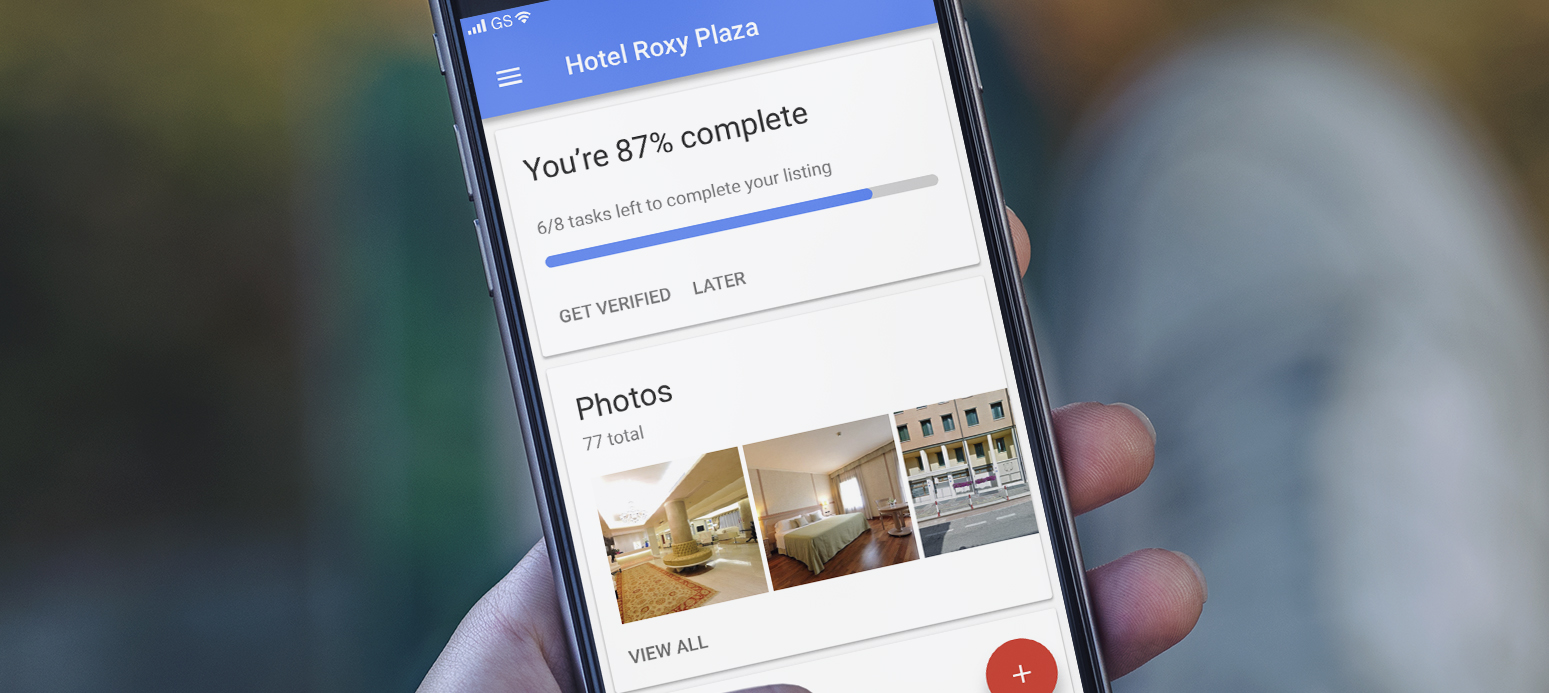 GS
Hotel Roxy Plaza
You're 87% complete
6/8 tasks left to complete your listing
GET VERIFIED LATER
Photos
77 total
VIEW ALL
+